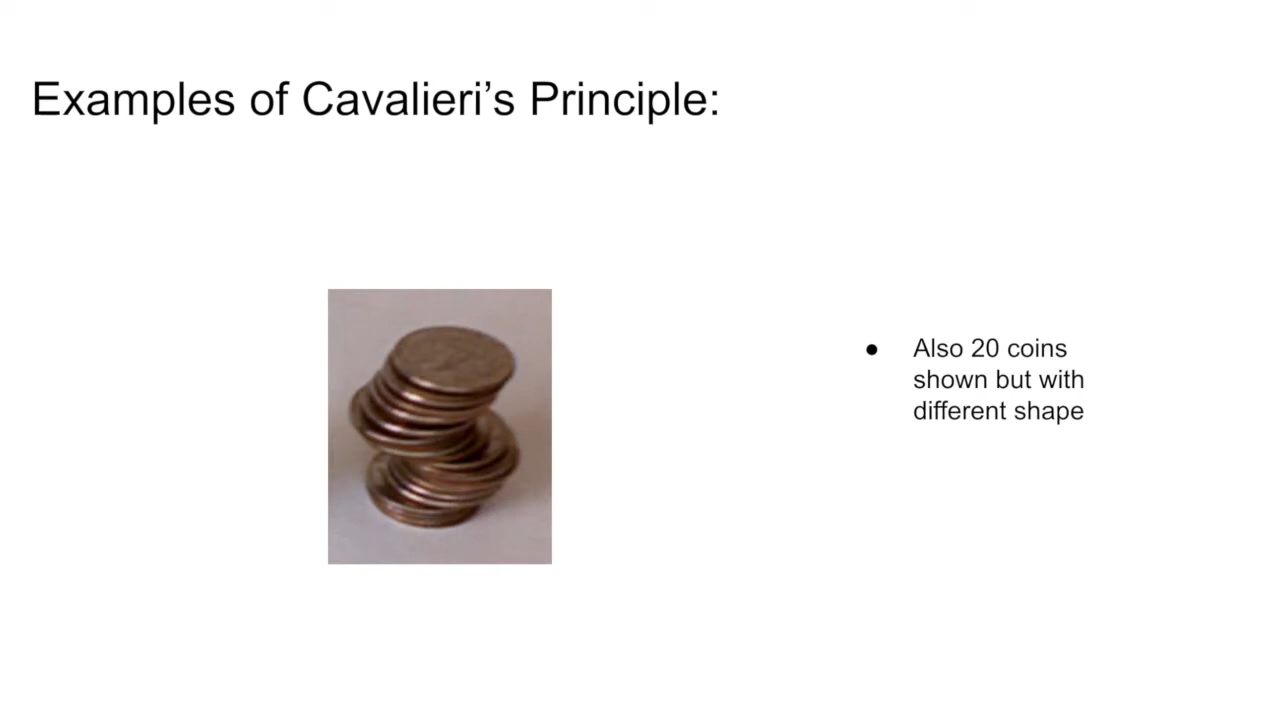 Examples of Cavalieri’s Principle:
● Also 20 coins
shown but with
different shape